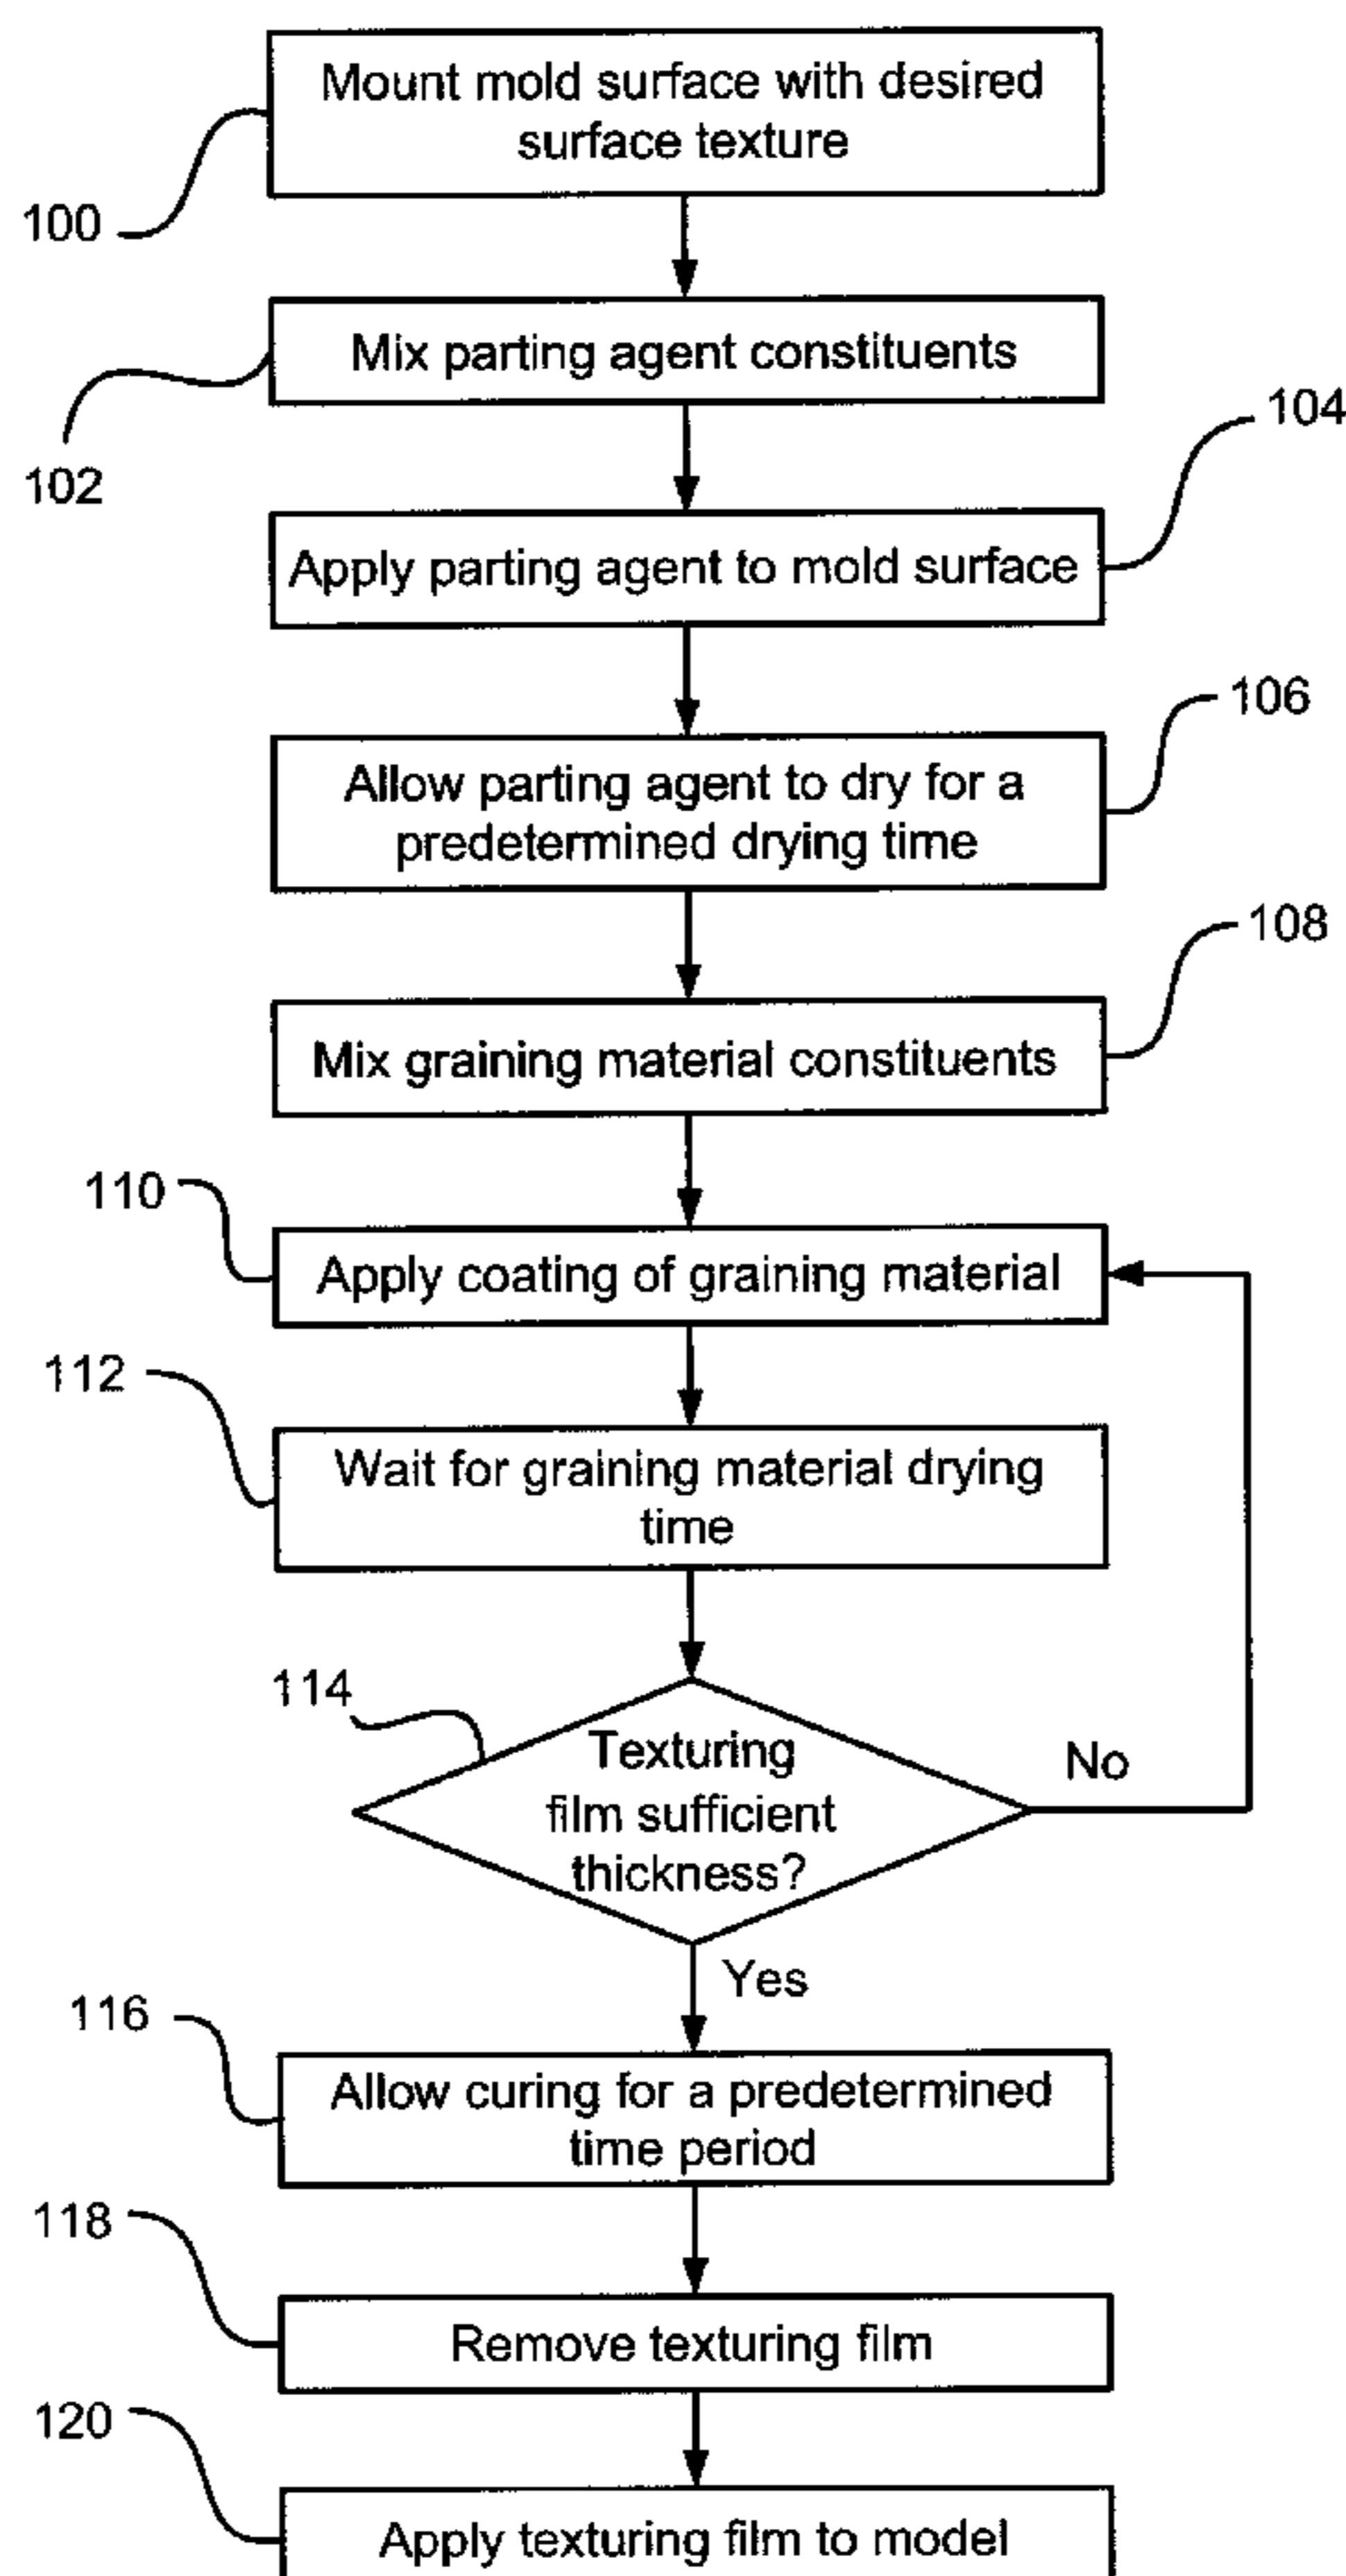 Mount mold surface with desired
surface texture
100
Mix parting agent constituents
102
104
Apply parting agent to mold surface
106
Allow parting agent to dry for a
predetermined drying time
108
Mix graining material constituents
110
Apply coating of graining material
112
Wait for graining material drying
time
114
Texturing
film sufficient
thickness?
No
Yes
116
Allow curing for a predetermined
time period
118
Remove texturing film
120
Apply texturing film to model